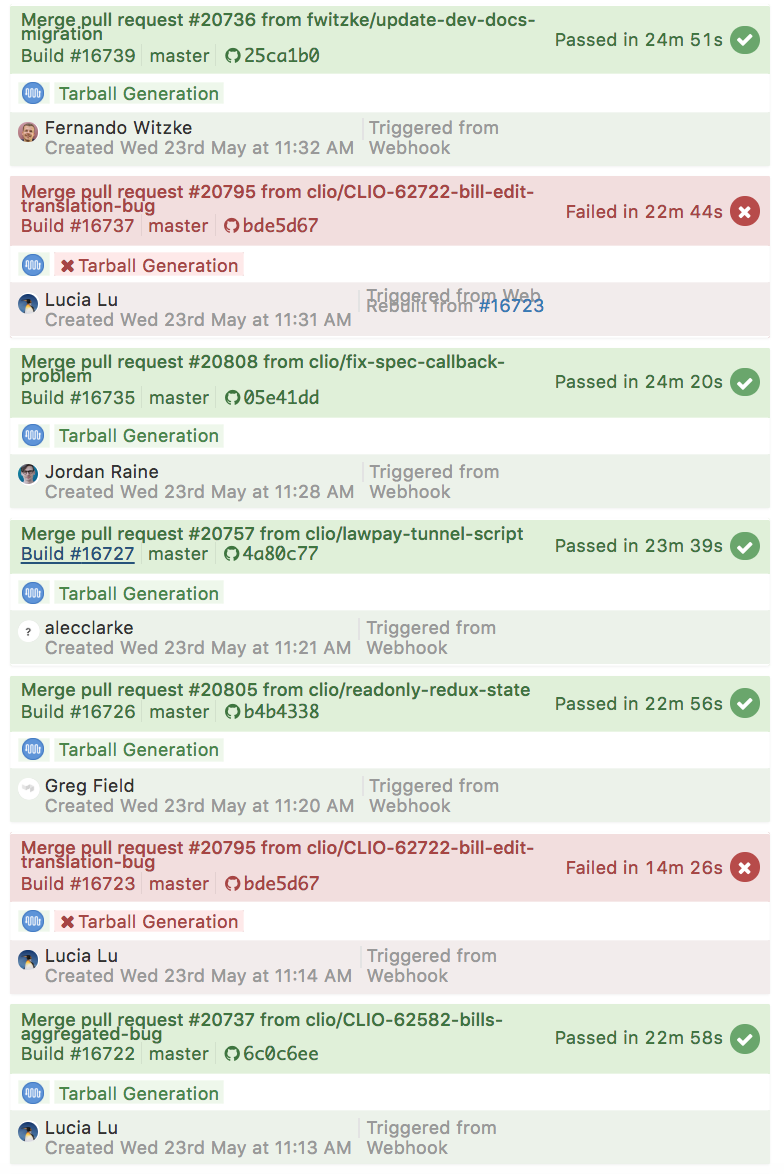 Merge pull request #20736 from fwitzke/update-dev-docs-
migration
Passed in 24m 51s
Build #16739 master 25ca1b0
Tarball Generation
Fernando Witzke
Created Wed 23rd May at 11:32 AM
Triggered from
Webhook
Merge pull request #20795 from clio/CLIO-62722-bill-edit-
translation-bug
Failed in 22m 44s
Build #16737 master bde5d67
Tarball Generation
Lucia Lu
Created Wed 23rd May at 11:31 AM
Triggered from Web
Rebuilt from #16723
Merge pull request #20808 from clio/fix-spec-callback-
problem
Passed in 24m 20s
Build #16735 master 05e41dd
Tarball Generation
Jordan Raine
Created Wed 23rd May at 11:28 AM
Triggered from
Webhook
Merge pull request #20757 from clio/lawpay-tunnel-script
Passed in 23m 39s
Build #16727 master 4a80c77
Tarball Generation
?
alecclarke
Created Wed 23rd May at 11:21 AM
Triggered from
Webhook
Merge pull request #20805 from clio/readonly-redux-state
Passed in 22m 56s
Build #16726 master b4b4338
Tarball Generation
Greg Field
Created Wed 23rd May at 11:20 AM
Triggered from
Webhook
Merge pull request #20795 from clio/CLIO-62722-bill-edit-
translation-bug
Failed in 14m 26s
Build #16723 master bde5d67
Tarball Generation
Lucia Lu
Created Wed 23rd May at 11:14 AM
Triggered from
Webhook
Merge pull request #20737 from clio/CLIO-62582-bills-
aggregated-bug
Passed in 22m 58s
Build #16722 master 6c0c6ee
Tarball Generation
Lucia Lu
Created Wed 23rd May at 11:13 AM
Triggered from
Webhook